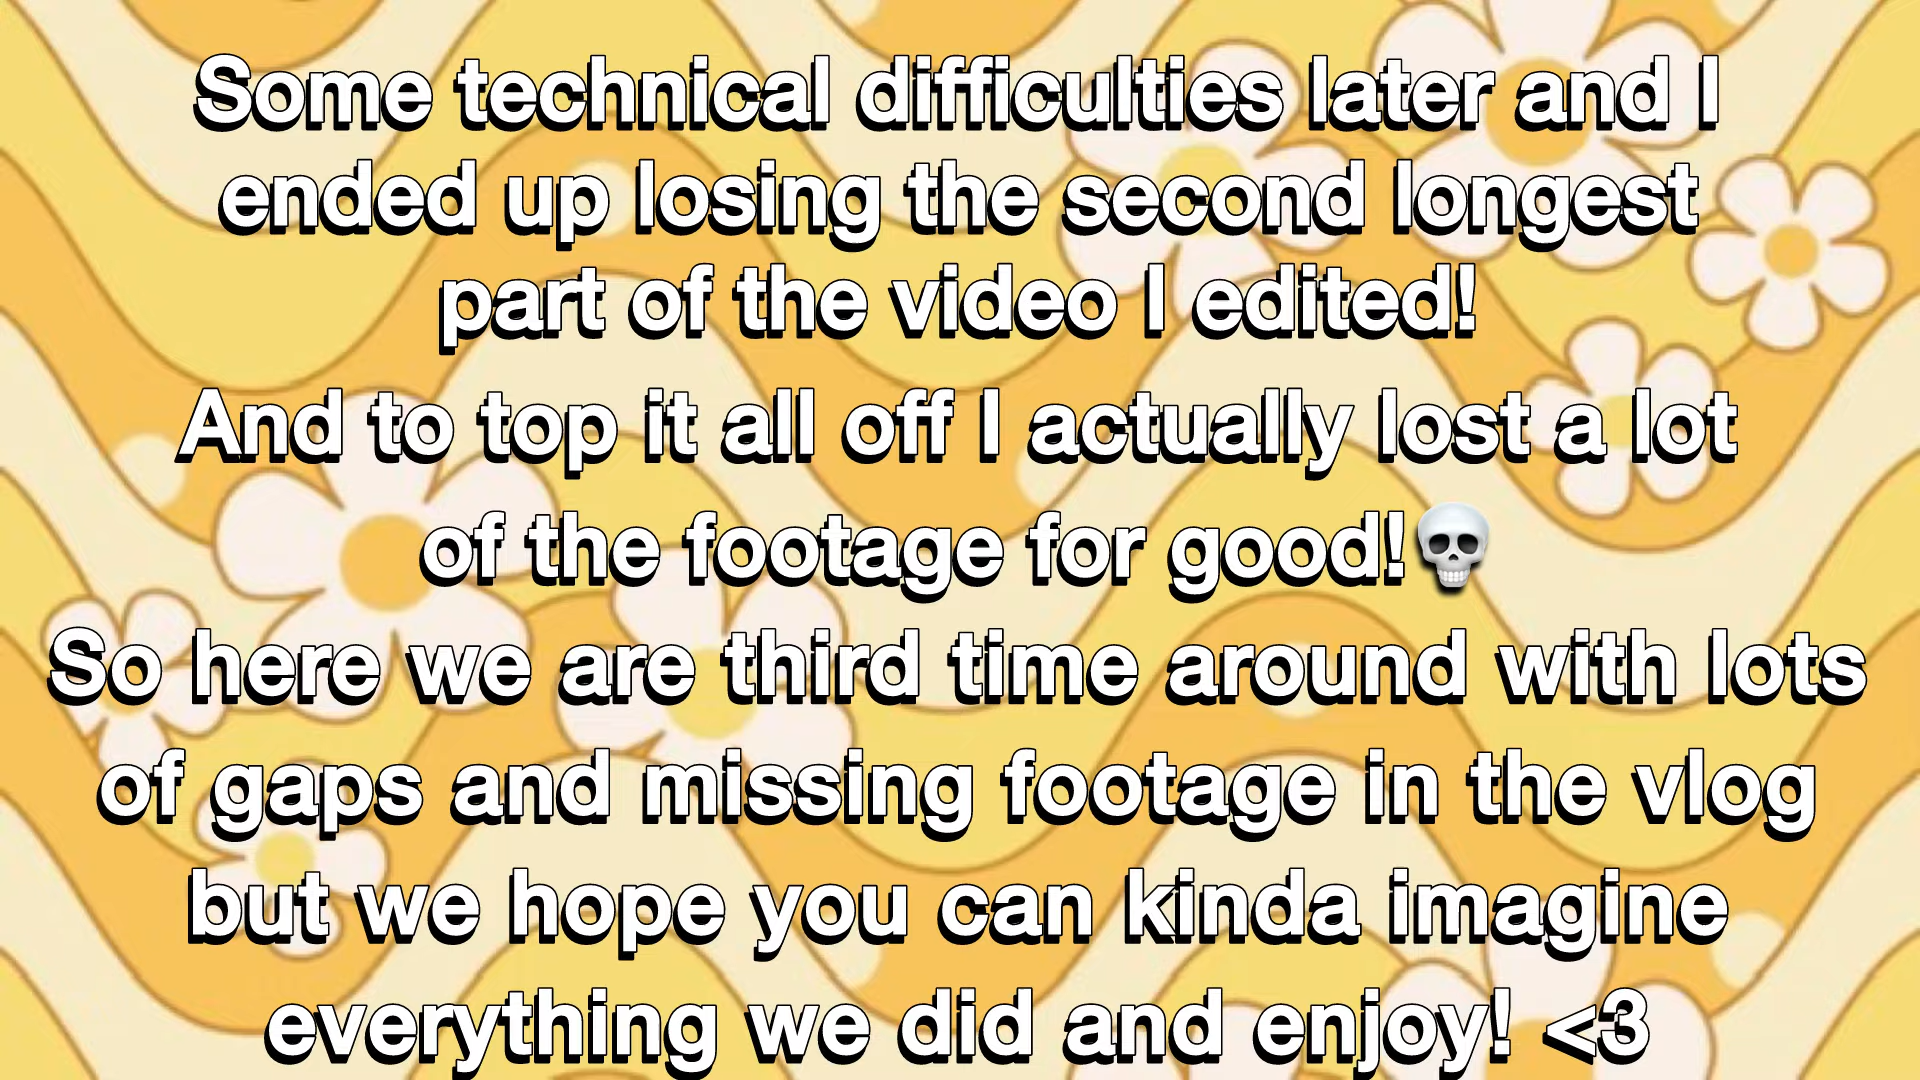 Some technical difficulties later and I
ended up losing the second longest
part of the video I edited!
And to top it all off I actually lost a lot
of the footage for good!💀
So here we are third time around with lots
of gaps and missing footage in the vlog
but we hope you can kinda imagine
everything we did and enjoy! <3